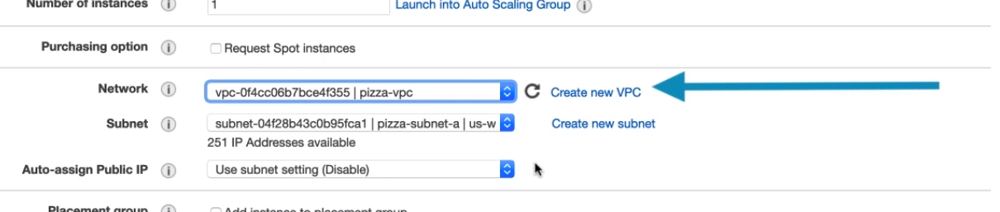 Number of instances i 1 Launch into Auto Scaling Group i
Purchasing option i Request Spot instances
Network i vpc-0f4cc06b7bce4f355 | pizza-vpc Create new VPC
Subnet i subnet-04f28b43c0b95fca1 | pizza-subnet-a | us-w Create new subnet
251 IP Addresses available
Auto-assign Public IP i Use subnet setting (Disable)
Placement group i Add instance to placement group